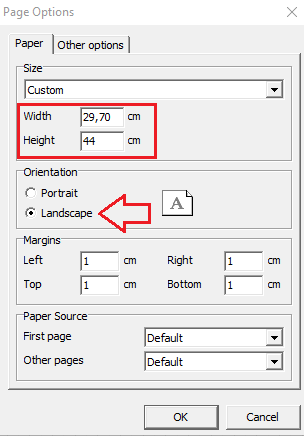 Page Options
Paper
Other options
Size
Custom
Width 29,70 cm
Height 44 cm
Orientation
Portrait
Landscape
A
Margins
Left 1 cm Right 1 cm
Top 1 cm Bottom 1 cm
Paper Source
First page Default
Other pages Default
OK Cancel